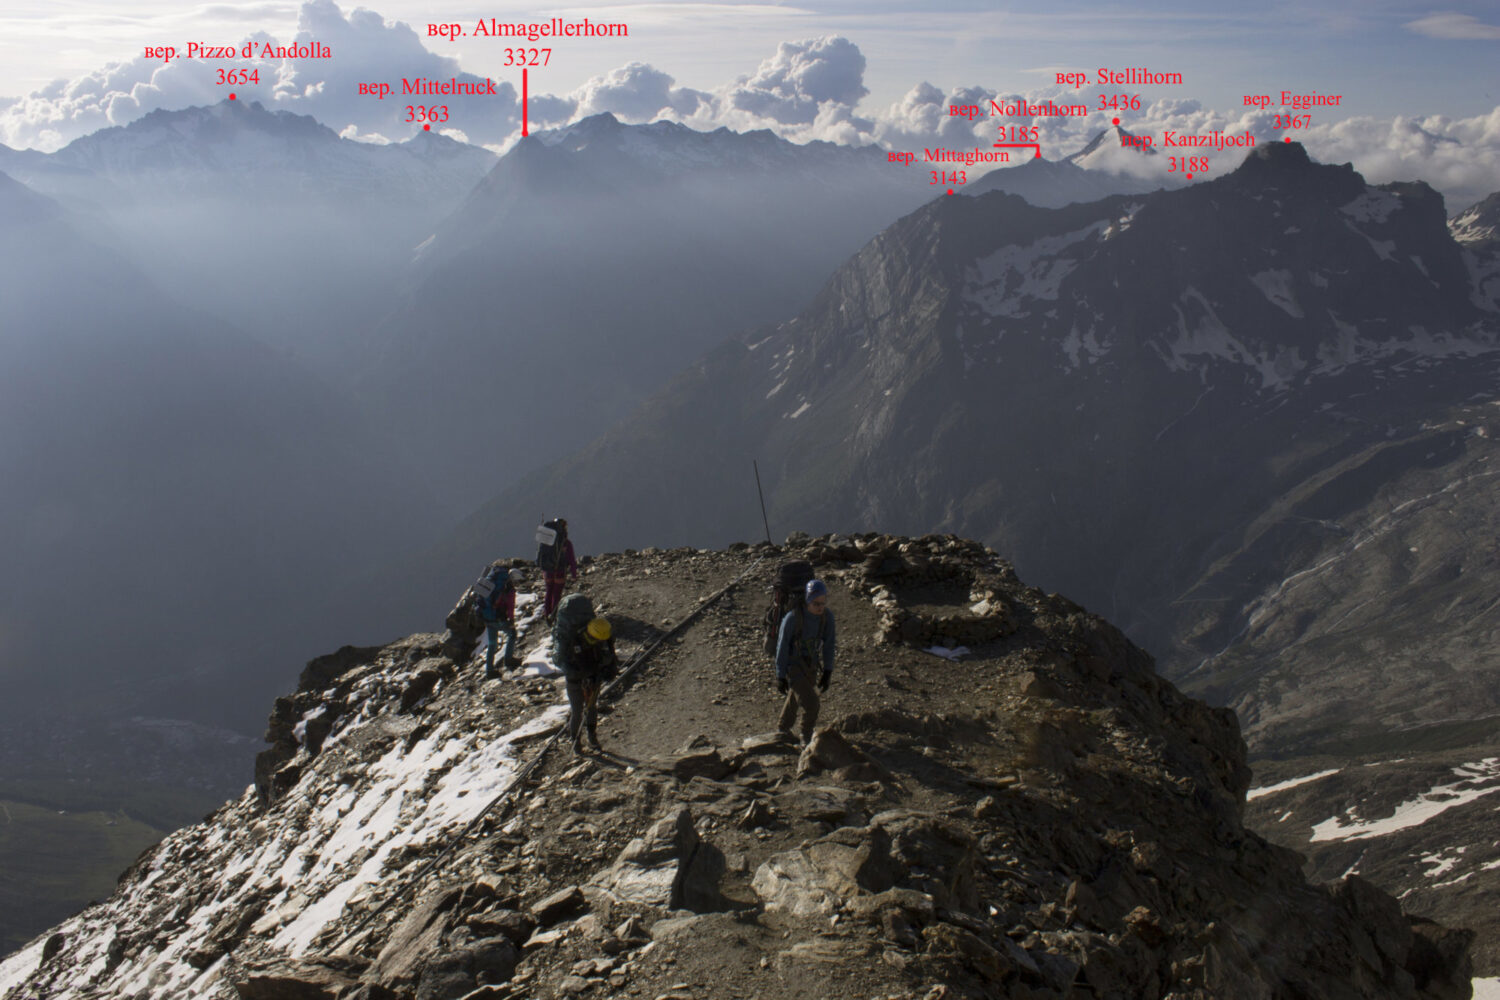 вер. Pizzo d’Andolla
3654
вер. Mittelruck
3363
вер. Almagellerhorn
3327
вер. Mittaghorn
3143
вер. Nollenhorn
3185
вер. Stellihorn
3436
вер. Kanziljoch
3188
вер. Egginer
3367